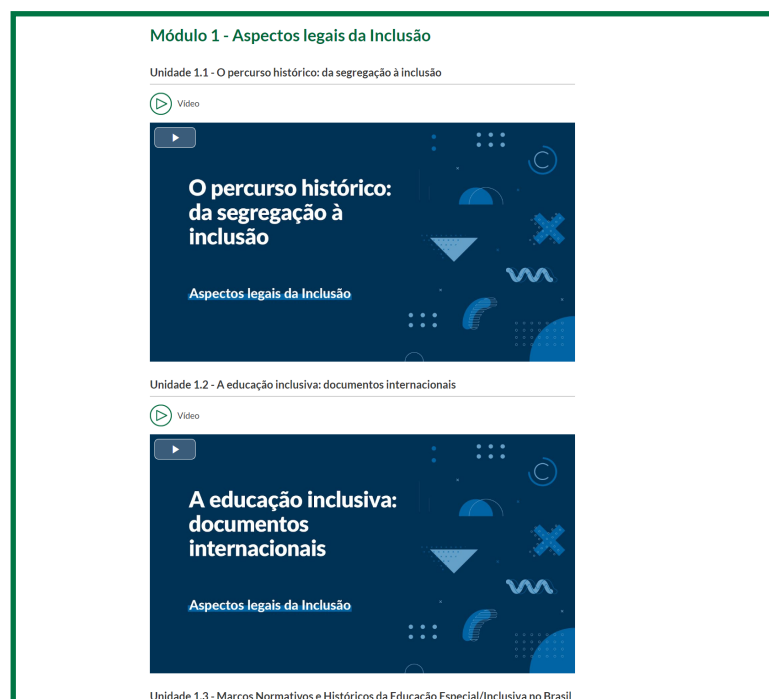 Módulo 1 - Aspectos legais da Inclusão
Unidade 1.1 - O percurso histórico: da segregação à inclusão
Vídeo
O percurso histórico:
da segregação à
inclusão
Aspectos legais da Inclusão
Unidade 1.2 - A educação inclusiva: documentos internacionais
Vídeo
A educação inclusiva:
documentos
internacionais
Aspectos legais da Inclusão
Unidade 1.3 - Marcos Normativos e Históricos da Educação Especial/Inclusiva no Brasil